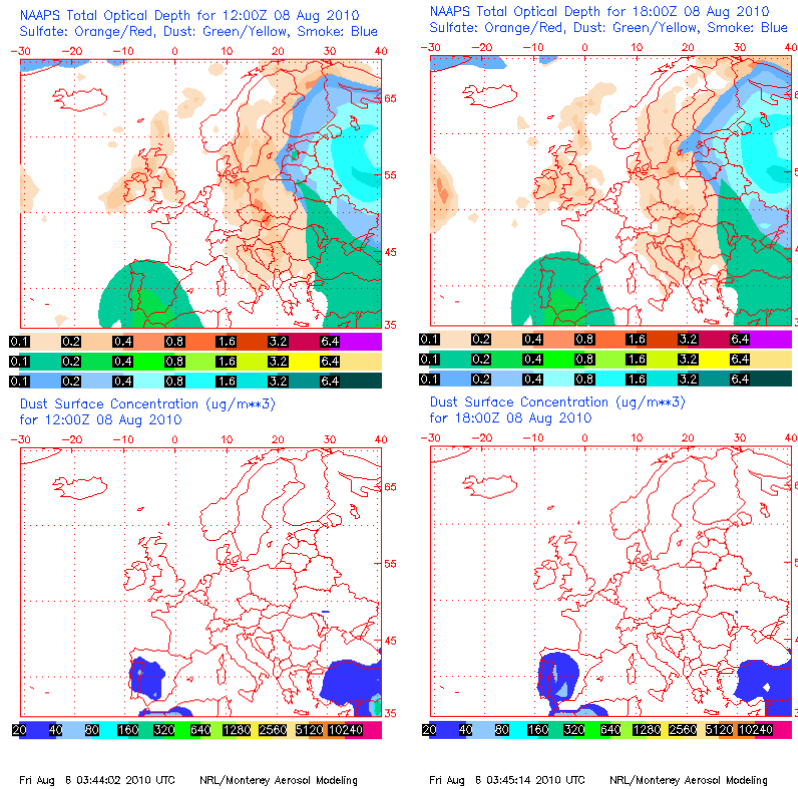 NAAPS Total Optical Depth for 12:00Z 08 Aug 2010
Sulfate: Orange/Red, Dust: Green/Yellow, Smoke: Blue
-30 -20 -10 0 10 20 30 40
65
55
45
35
0.1 0.2 0.4 0.8 1.6 3.2 6.4
0.1 0.2 0.4 0.8 1.6 3.2 6.4
0.1 0.2 0.4 0.8 1.6 3.2 6.4
Dust Surface Concentration (ug/m**3)
for 12:00Z 08 Aug 2010
-30 -20 -10 0 10 20 30 40
65
55
45
35
20 40 80 160 320 640 1280 2560 5120 10240
Fri Aug 6 03:44:02 2010 UTC NRL/Monterey Aerosol Modeling
NAAPS Total Optical Depth for 18:00Z 08 Aug 2010
Sulfate: Orange/Red, Dust: Green/Yellow, Smoke: Blue
-30 -20 -10 0 10 20 30 40
0.1 0.2 0.4 0.8 1.6 3.2 6.4
0.1 0.2 0.4 0.8 1.6 3.2 6.4
0.1 0.2 0.4 0.8 1.6 3.2 6.4
Dust Surface Concentration (ug/m**3)
for 18:00Z 08 Aug 2010
-30 -20 -10 0 10 20 30 40
20 40 80 160 320 640 1280 2560 5120 10240
Fri Aug 6 03:45:14 2010 UTC NRL/Monterey Aerosol Modeling